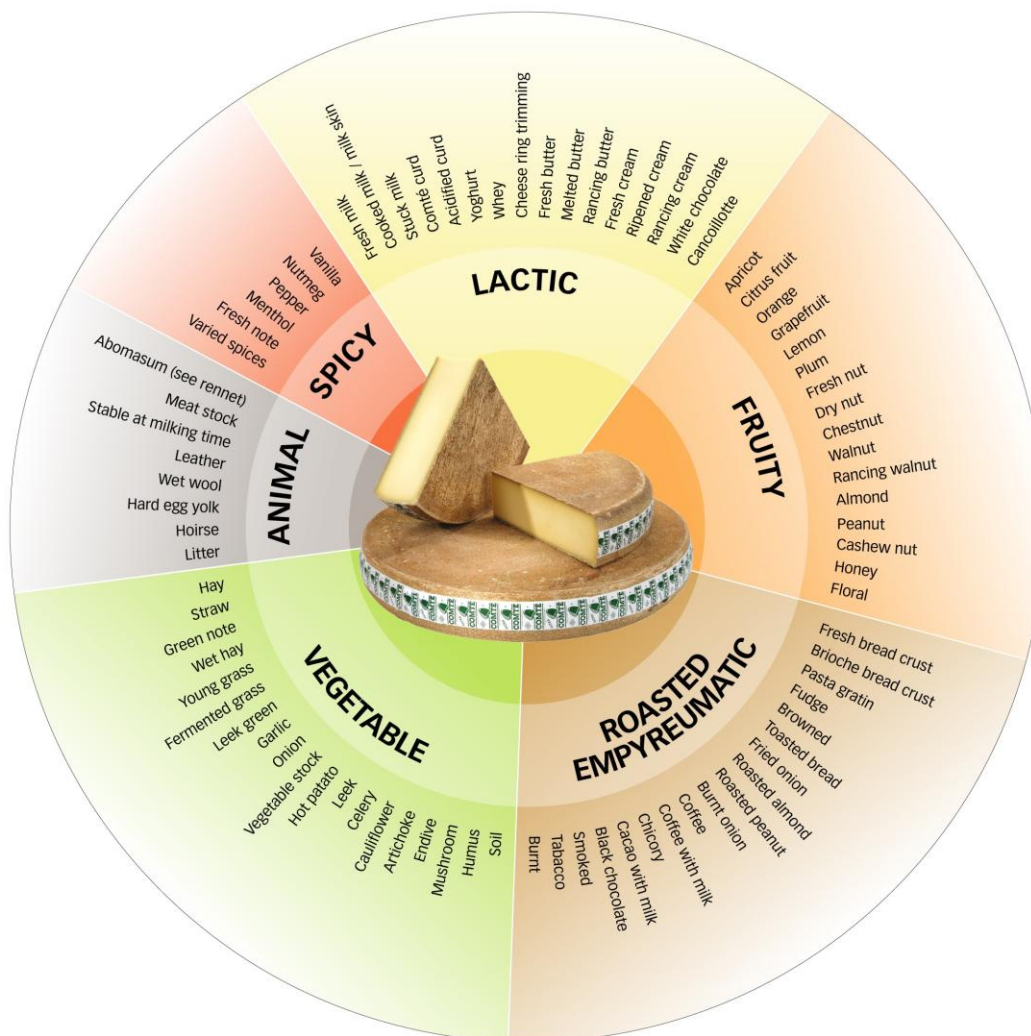 LACTIC
Fresh milk
Cooked milk / milk skin
Stuck milk
Comté curd
Acidified curd
Yoghurt
Whey
Cheese ring trimming
Fresh butter
Melted butter
Rancing butter
Fresh cream
Ripened cream
Rancing cream
White chocolate
Cancoillotte
FRUITY
Apricot
Citrus fruit
Orange
Grapefruit
Lemon
Plum
Fresh nut
Dry nut
Chestnut
Walnut
Rancing walnut
Almond
Peanut
Cashew nut
Honey
Floral
ROASTED
EMPYREUMATIC
Fresh bread crust
Brioche bread crust
Pasta gratin
Fudge
Browned
Toasted bread
Fried onion
Roasted almond
Roasted peanut
Burnt onion
Coffee
Coffee with milk
Chicory
Cacao with milk
Black chocolate
Smoked
Tabacco
Burnt
VEGETABLE
Soil
Humus
Mushroom
Endive
Artichoke
Cauliflower
Celery
Leek
Hot patato
Vegetable stock
Onion
Garlic
Leek green
Fermented grass
Young grass
Wet hay
Green note
Straw
Hay
ANIMAL
Litter
Hoirse
Hard egg yolk
Wet wool
Leather
Stable at milking time
Meat stock
Abomasum (see rennet)
SPICY
Varied spices
Fresh note
Menthol
Pepper
Nutmeg
Vanilla
COMTÉ